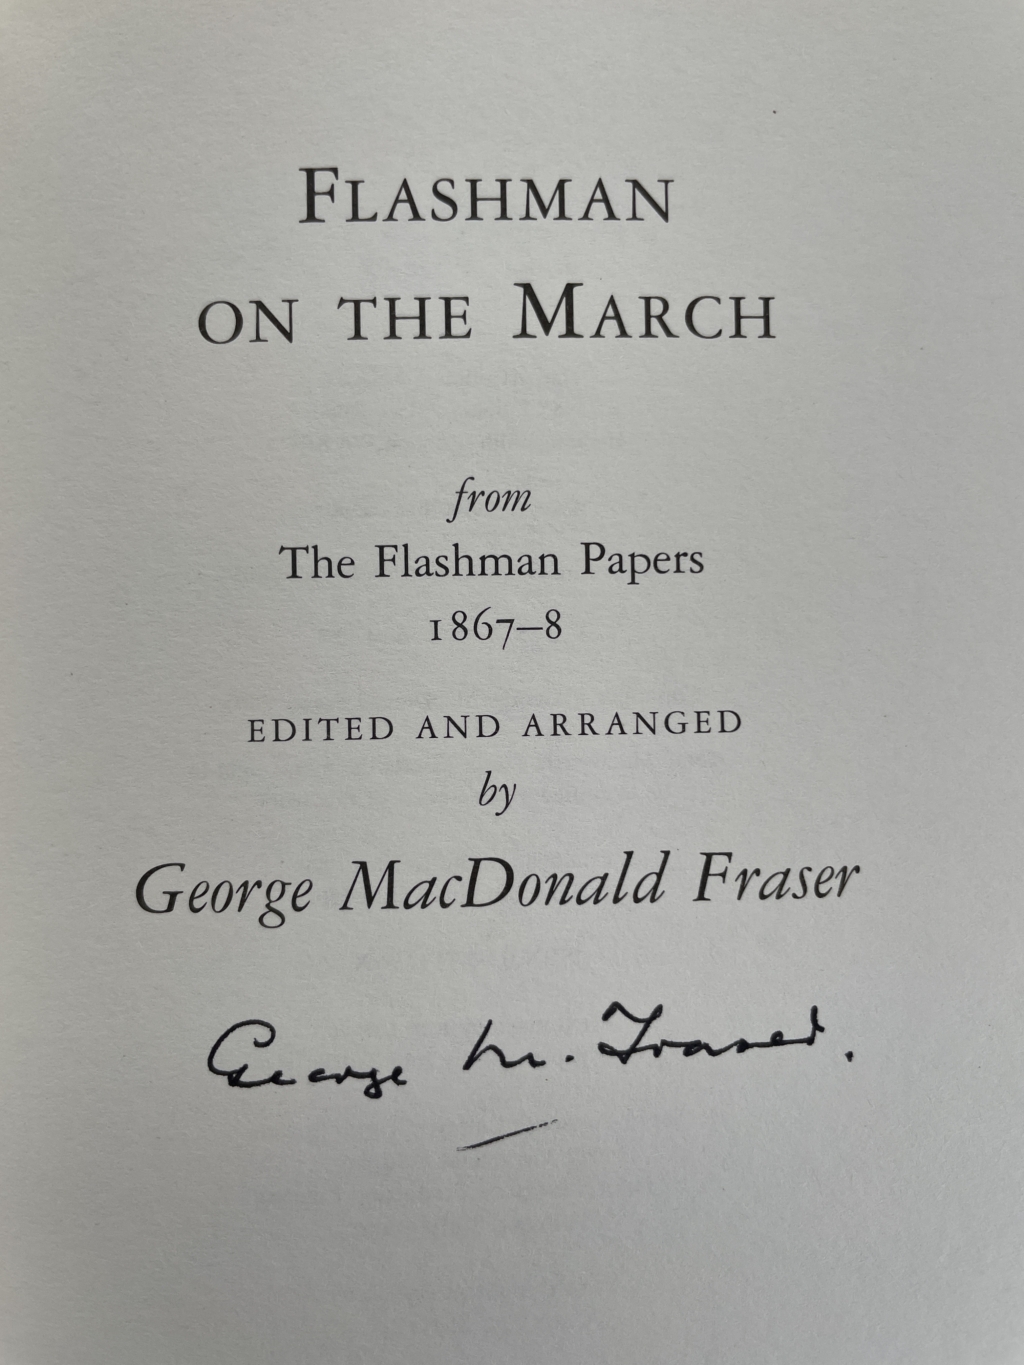 FLASHMAN
ON THE MARCH
from
The Flashman Papers
1867–8
EDITED AND ARRANGED
by
George MacDonald Fraser
George M. Fraser.